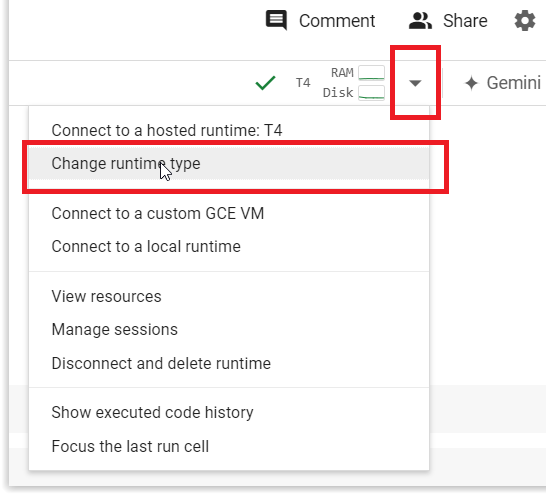 Comment
Share
T4
RAM
Disk
Gemini
Connect to a hosted runtime: T4
Change runtime type
Connect to a custom GCE VM
Connect to a local runtime
View resources
Manage sessions
Disconnect and delete runtime
Show executed code history
Focus the last run cell